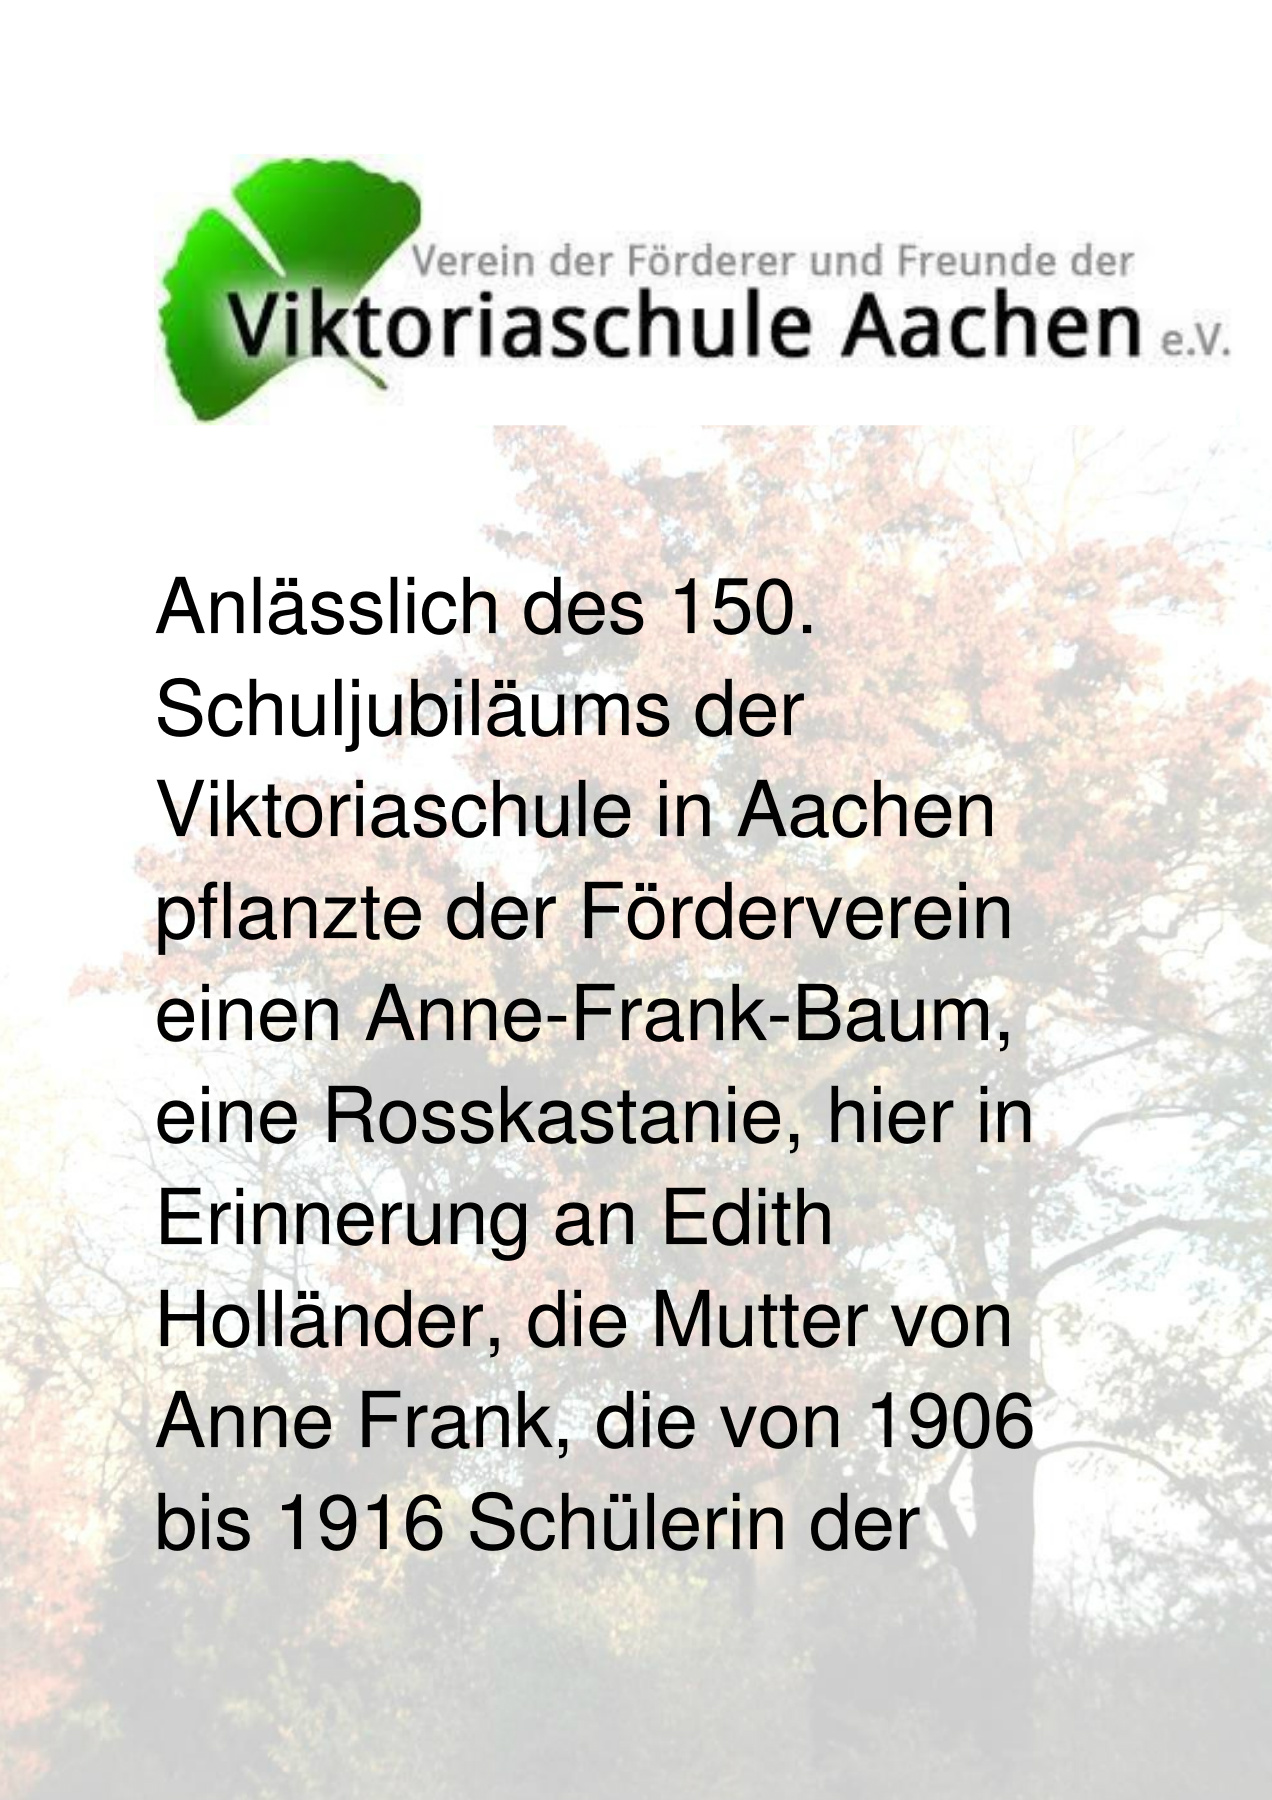 Verein der Förderer und Freunde der
Viktoriaschule Aachen e.V.
Anlässlich des 150.
Schuljubiläums der
Viktoriaschule in Aachen
pflanzte der Förderverein
einen Anne-Frank-Baum,
eine Rosskastanie, hier in
Erinnerung an Edith
Holländer, die Mutter von
Anne Frank, die von 1906
bis 1916 Schülerin der